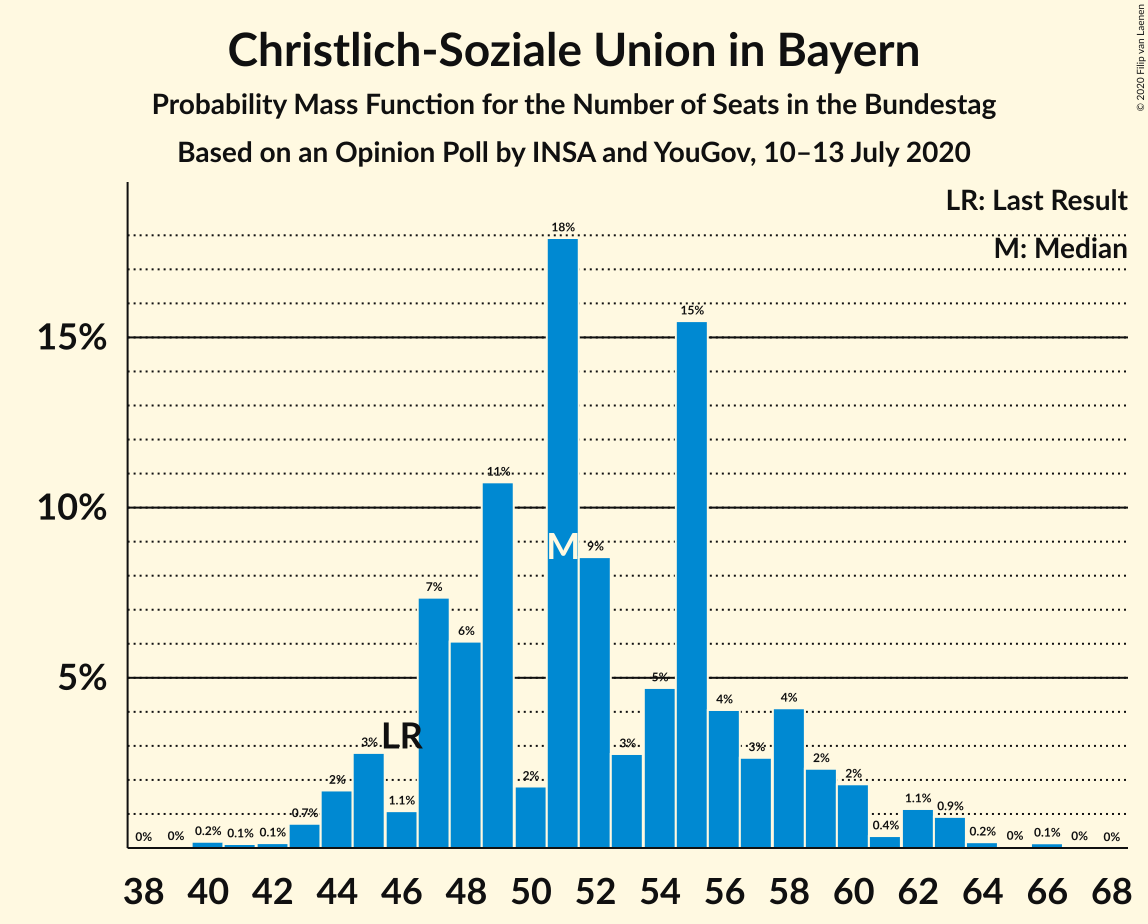 Christlich-Soziale Union in Bayern
Probability Mass Function for the Number of Seats in the Bundestag
Based on an Opinion Poll by INSA and YouGov, 10–13 July 2020
© 2020 Filip van Laenen
LR: Last Result
M: Median
15%
10%
5%
0% 0% 0.2% 0.1% 0.1% 0.7% 2% 3% 1.1% 7% 6% 11% 2% 18% 9% 3% 5% 15% 4% 3% 4% 2% 2% 0.4% 1.1% 0.9% 0.2% 0% 0.1% 0% 0%
LR
M
38 40 42 44 46 48 50 52 54 56 58 60 62 64 66 68